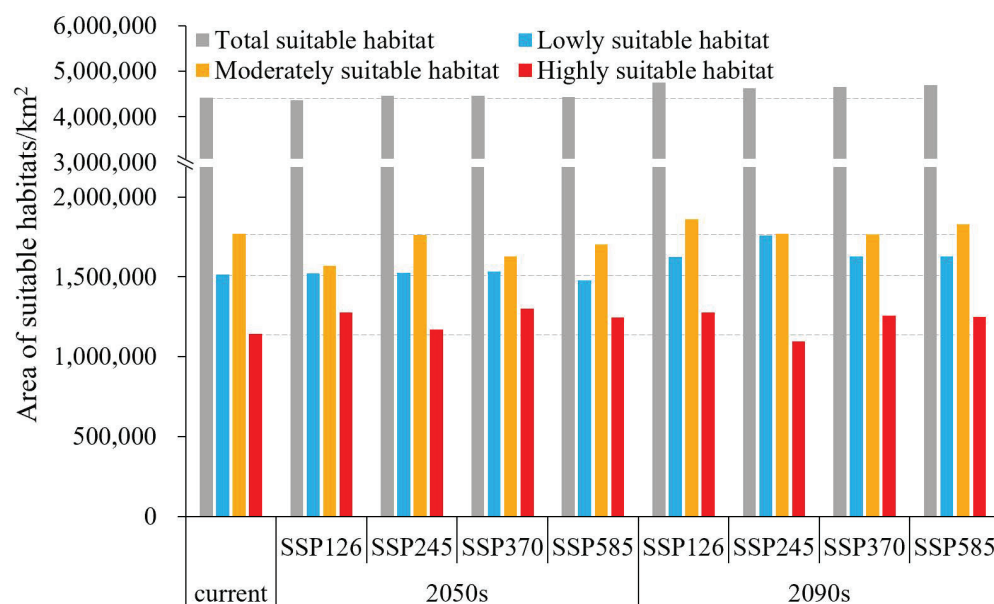 6,000,000
Total suitable habitat
Lowly suitable habitat
5,000,000
Moderately suitable habitat
Highly suitable habitat
4,000,000
3,000,000
2,000,000
1,500,000
1,000,000
500,000
0
Area of suitable habitats/km²
SSP126 SSP245 SSP370 SSP585 SSP126 SSP245 SSP370 SSP585
current 2050s 2090s